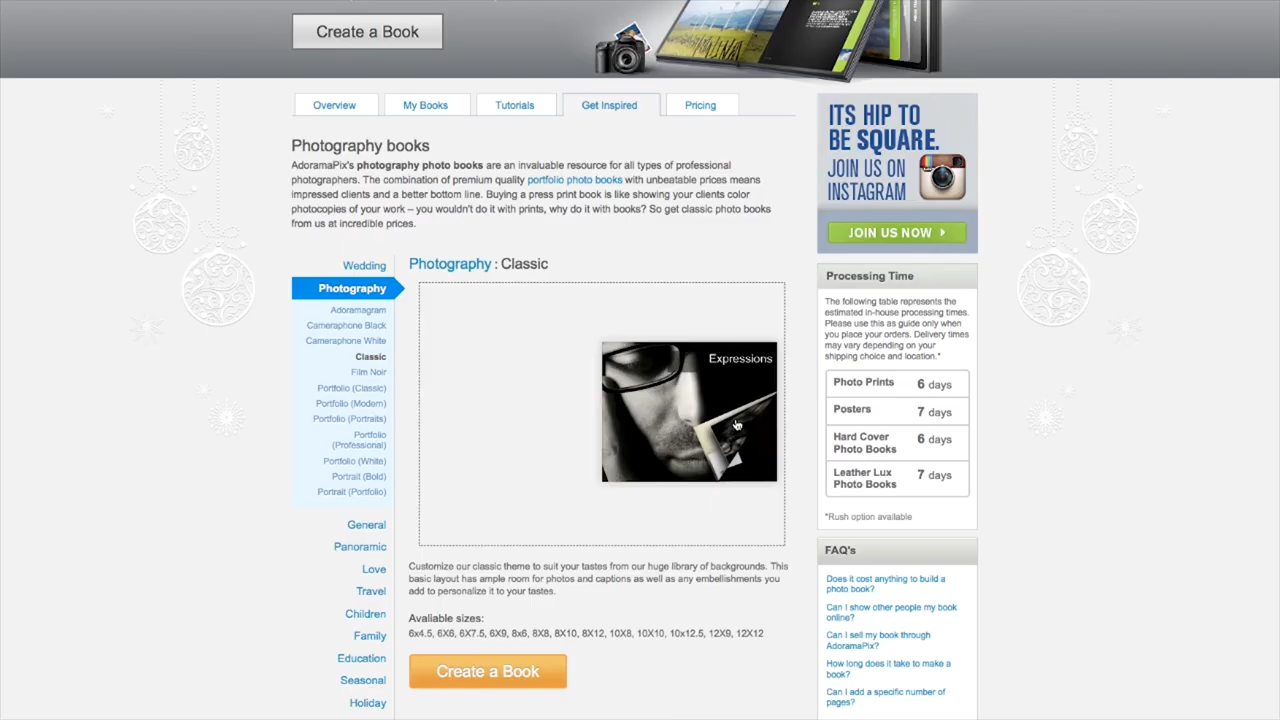 Create a Book
Overview
My Books
Tutorials
Get Inspired
Pricing
Photography books
AdoramaPix's photography photo books are an invaluable resource for all types of professional
photographers. The combination of premium quality portfolio photo books with unbeatable prices means
impressed clients and a better bottom line. Buying a press print book is like showing your clients color
photocopies of your work – you wouldn't do it with prints, why do it with books? So get classic photo books
from us at incredible prices.
Wedding
Photography
Adoramagram
Cameraphone Black
Cameraphone White
Classic
Film Noir
Portfolio (Classic)
Portfolio (Modern)
Portfolio (Portraits)
Portfolio
(Professional)
Portfolio (White)
Portrait (Bold)
Portrait (Portfolio)
General
Panoramic
Love
Travel
Children
Family
Education
Seasonal
Holiday
Photography : Classic
Expressions
Customize our classic theme to suit your tastes from our huge library of backgrounds. This
basic layout has ample room for photos and captions as well as any embellishments you
add to personalize it to your tastes.
Available sizes:
6x4.5, 6X6, 6X7.5, 6X9, 8x6, 8X8, 8X10, 8X12, 10X8, 10X10, 10x12.5, 12X9, 12X12
Create a Book
ITS HIP TO
BE SQUARE.
JOIN US ON
INSTAGRAM
JOIN US NOW
Processing Time
The following table represents the
estimated in-house processing times.
Please use this as guide only when
you place your orders. Delivery times
may vary depending on your
shipping choice and location.*
Photo Prints 6 days
Posters 7 days
Hard Cover
Photo Books 6 days
Leather Lux
Photo Books 7 days
*Rush option available
FAQ's
Does it cost anything to build a
photo book?
Can I show other people my book
online?
Can I sell my book through
AdoramaPix?
How long does it take to make a
book?
Can I add a specific number of
pages?